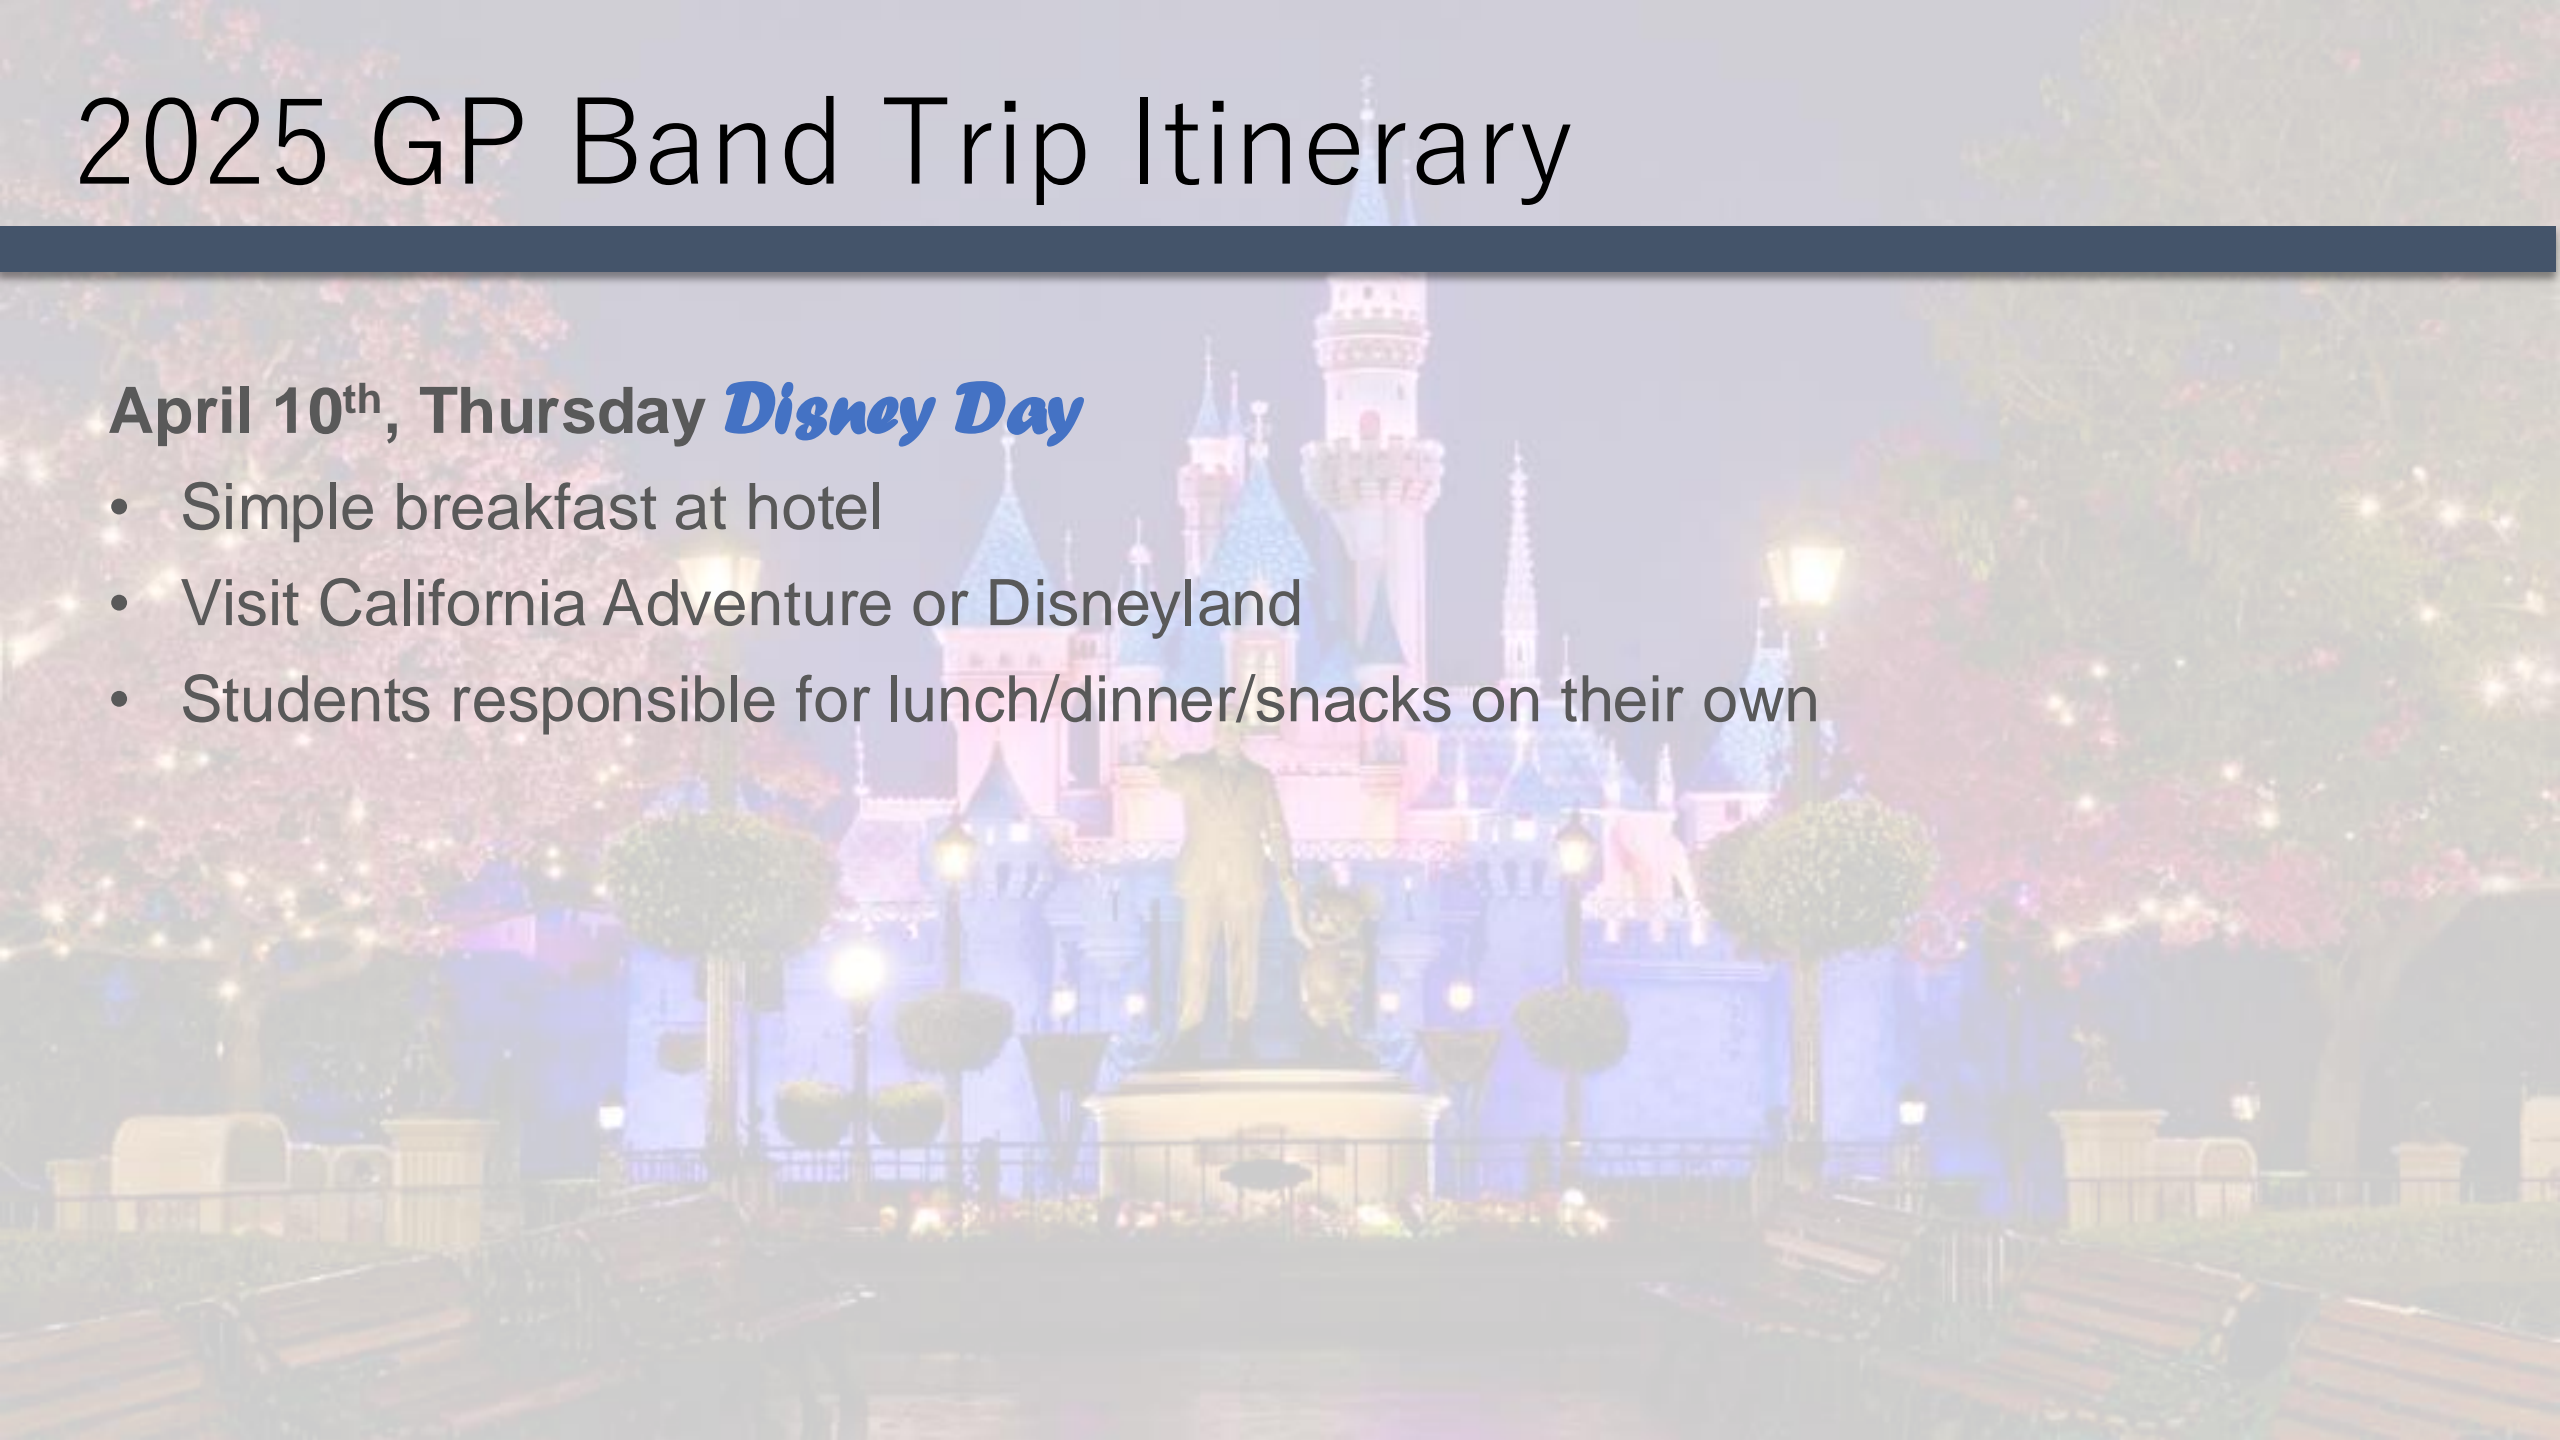 2025 GP Band Trip Itinerary
April 10th, Thursday Disney Day
• Simple breakfast at hotel
• Visit California Adventure or Disneyland
• Students responsible for lunch/dinner/snacks on their own